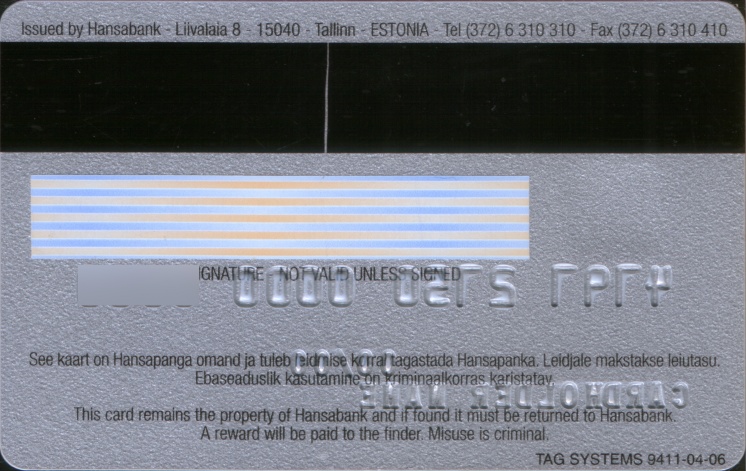 Issued by Hansabank - Liivalaia 8 - 15040 - Tallinn - ESTONIA - Tel (372) 6 310 310 - Fax (372) 6 310 410
SIGNATURE - NOT VALID UNLESS SIGNED
See kaart on Hansapanga omand ja tuleb leidmise korral tagastada Hansapanka. Leidjale makstakse leiutasu.
Ebaseaduslik kasutamine on kriminaalkorras karistatav.
CARDHOLDER NAME
This card remains the property of Hansabank and if found it must be returned to Hansabank.
A reward will be paid to the finder. Misuse is criminal.
TAG SYSTEMS 9411-04-06